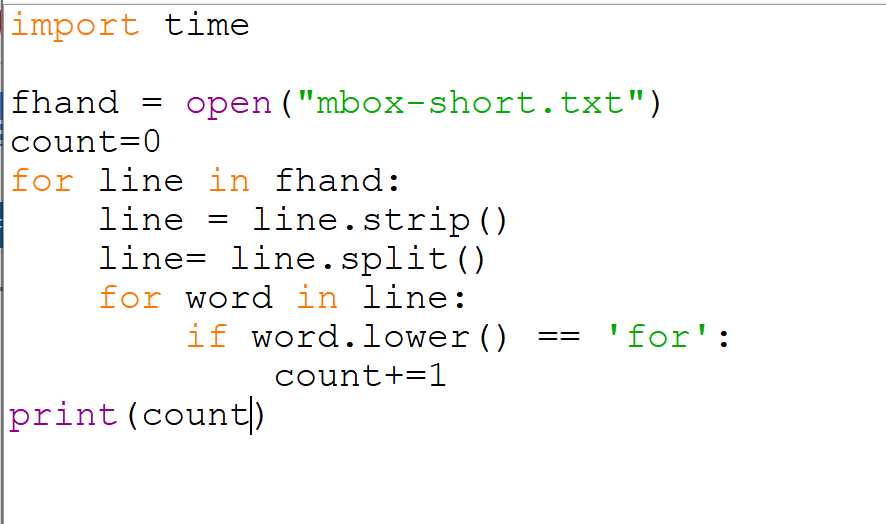 import time

fhand = open("mbox-short.txt")
count=0
for line in fhand:
    line = line.strip()
    line= line.split()
    for word in line:
        if word.lower() == 'for':
            count+=1
print(count)